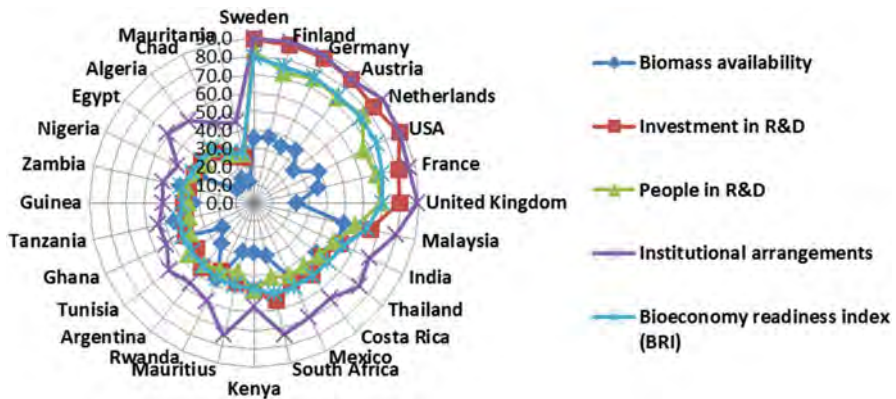 Sweden
Finland
Germany
Austria
Netherlands
USA
France
United Kingdom
Malaysia
India
Thailand
Costa Rica
Mexico
South Africa
Kenya
Mauritius
Rwanda
Argentina
Tunisia
Ghana
Tanzania
Guinea
Zambia
Nigeria
Egypt
Algeria
Chad
Mauritania
90.0
80.0
70.0
60.0
50.0
40.0
30.0
20.0
10.0
0.0
Biomass availability
Investment in R&D
People in R&D
Institutional arrangements
Bioeconomy readiness index
(BRI)